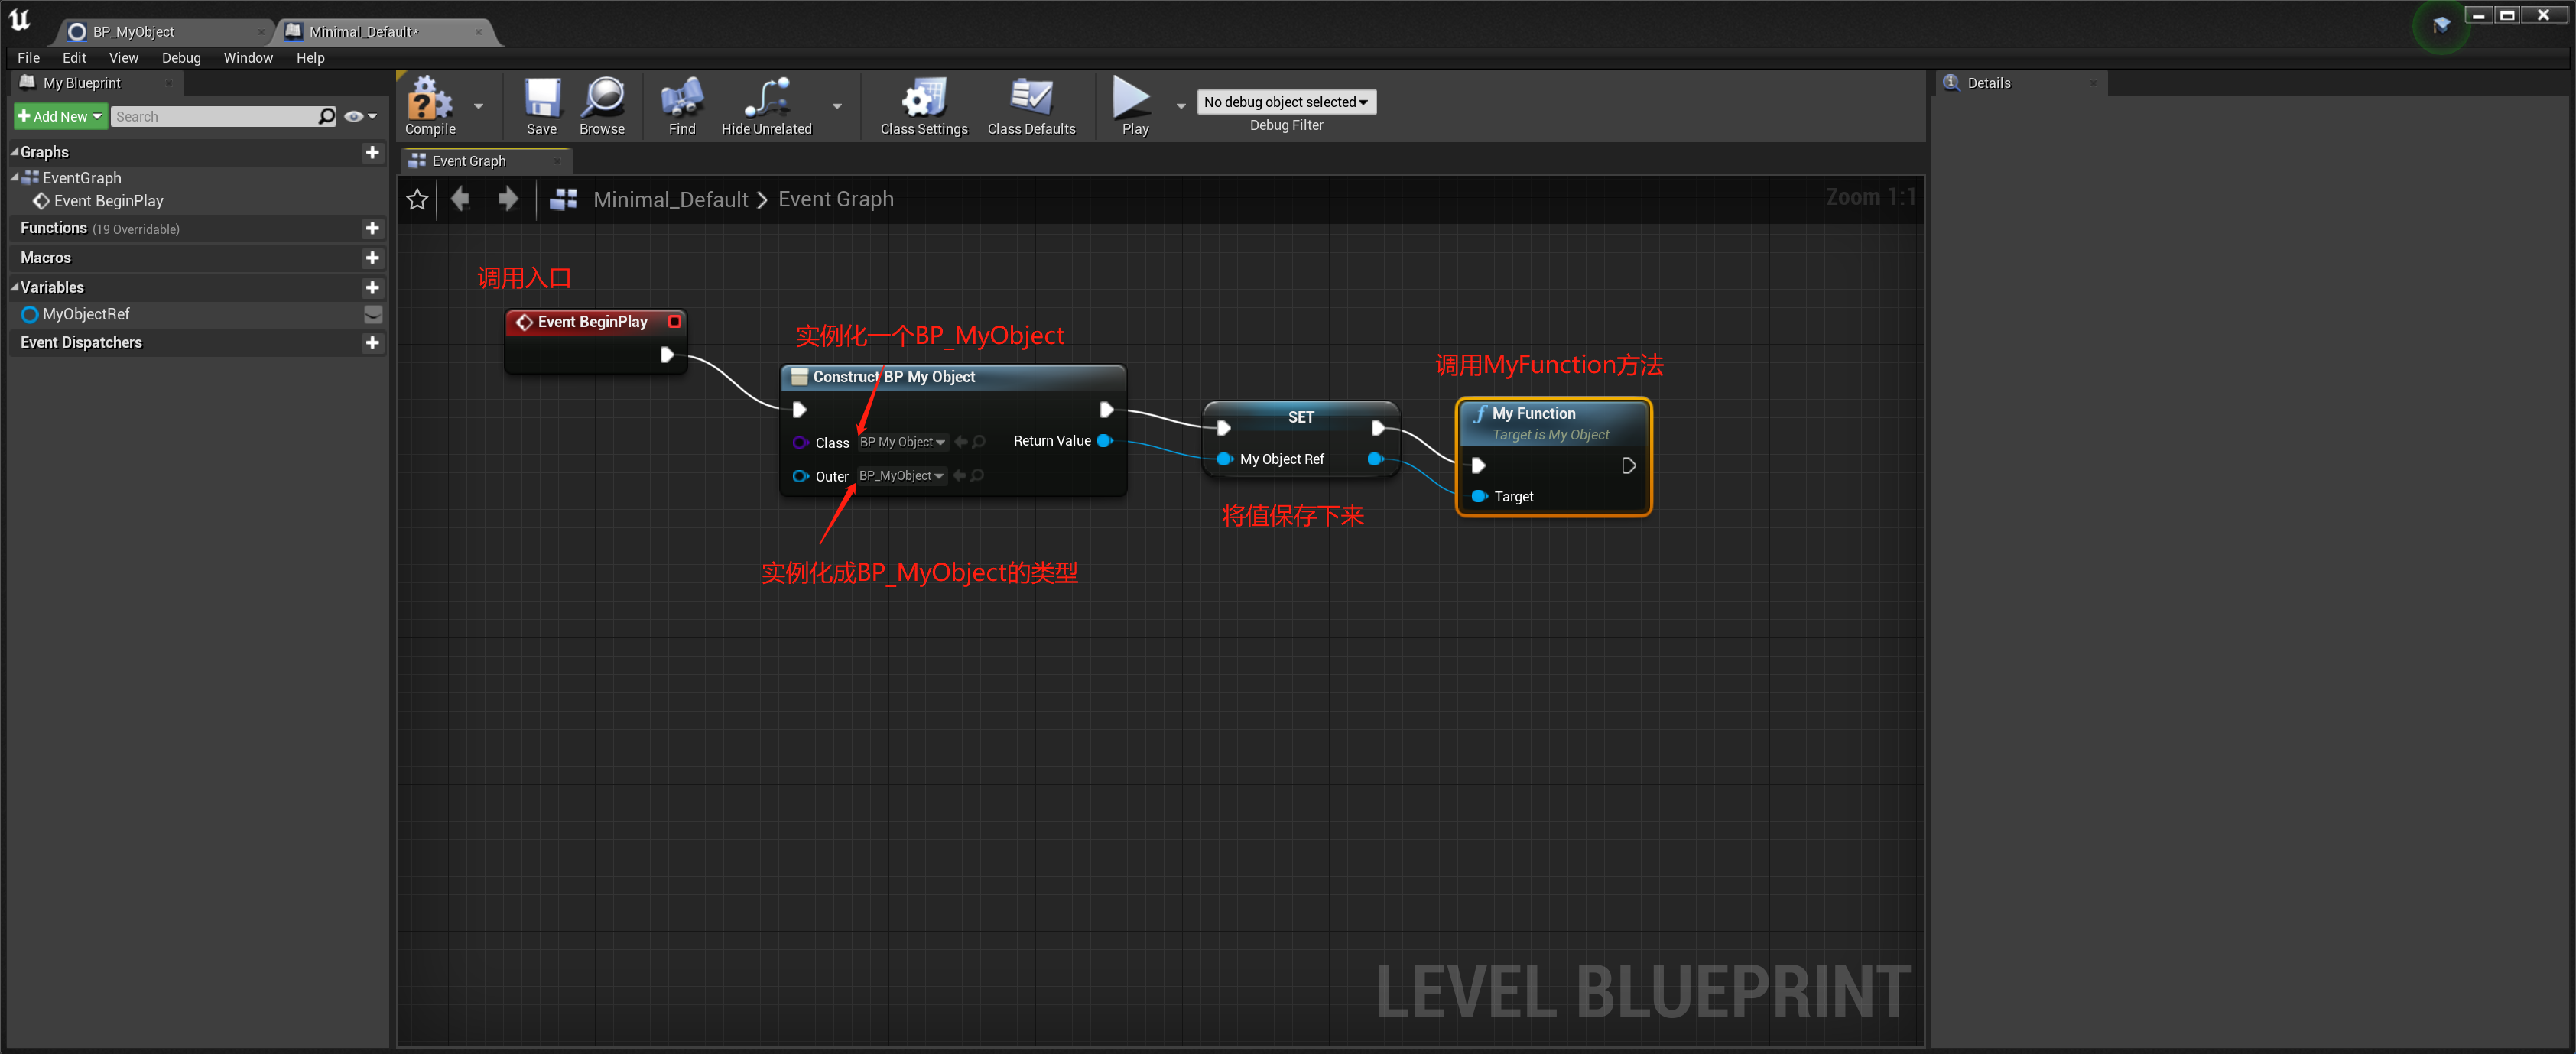 BP_MyObject
Minimal_Default*
File Edit View Debug Window Help
My Blueprint
Add New
Search
Graphs
EventGraph
Event BeginPlay
Functions (19 Overridable)
Macros
Variables
MyObjectRef
Event Dispatchers
Compile
Save
Browse
Find
Hide Unrelated
Class Settings
Class Defaults
Play
No debug object selected
Debug Filter
Event Graph
Minimal_Default > Event Graph
Zoom 1:1
调用入口
Event BeginPlay
实例化一个BP_MyObject
Construct BP My Object
Class BP My Object
Return Value
Outer BP_MyObject
实例化成BP_MyObject的类型
SET
My Object Ref
将值保存下来
调用MyFunction方法
My Function
Target is My Object
Target
LEVEL BLUEPRINT
Details